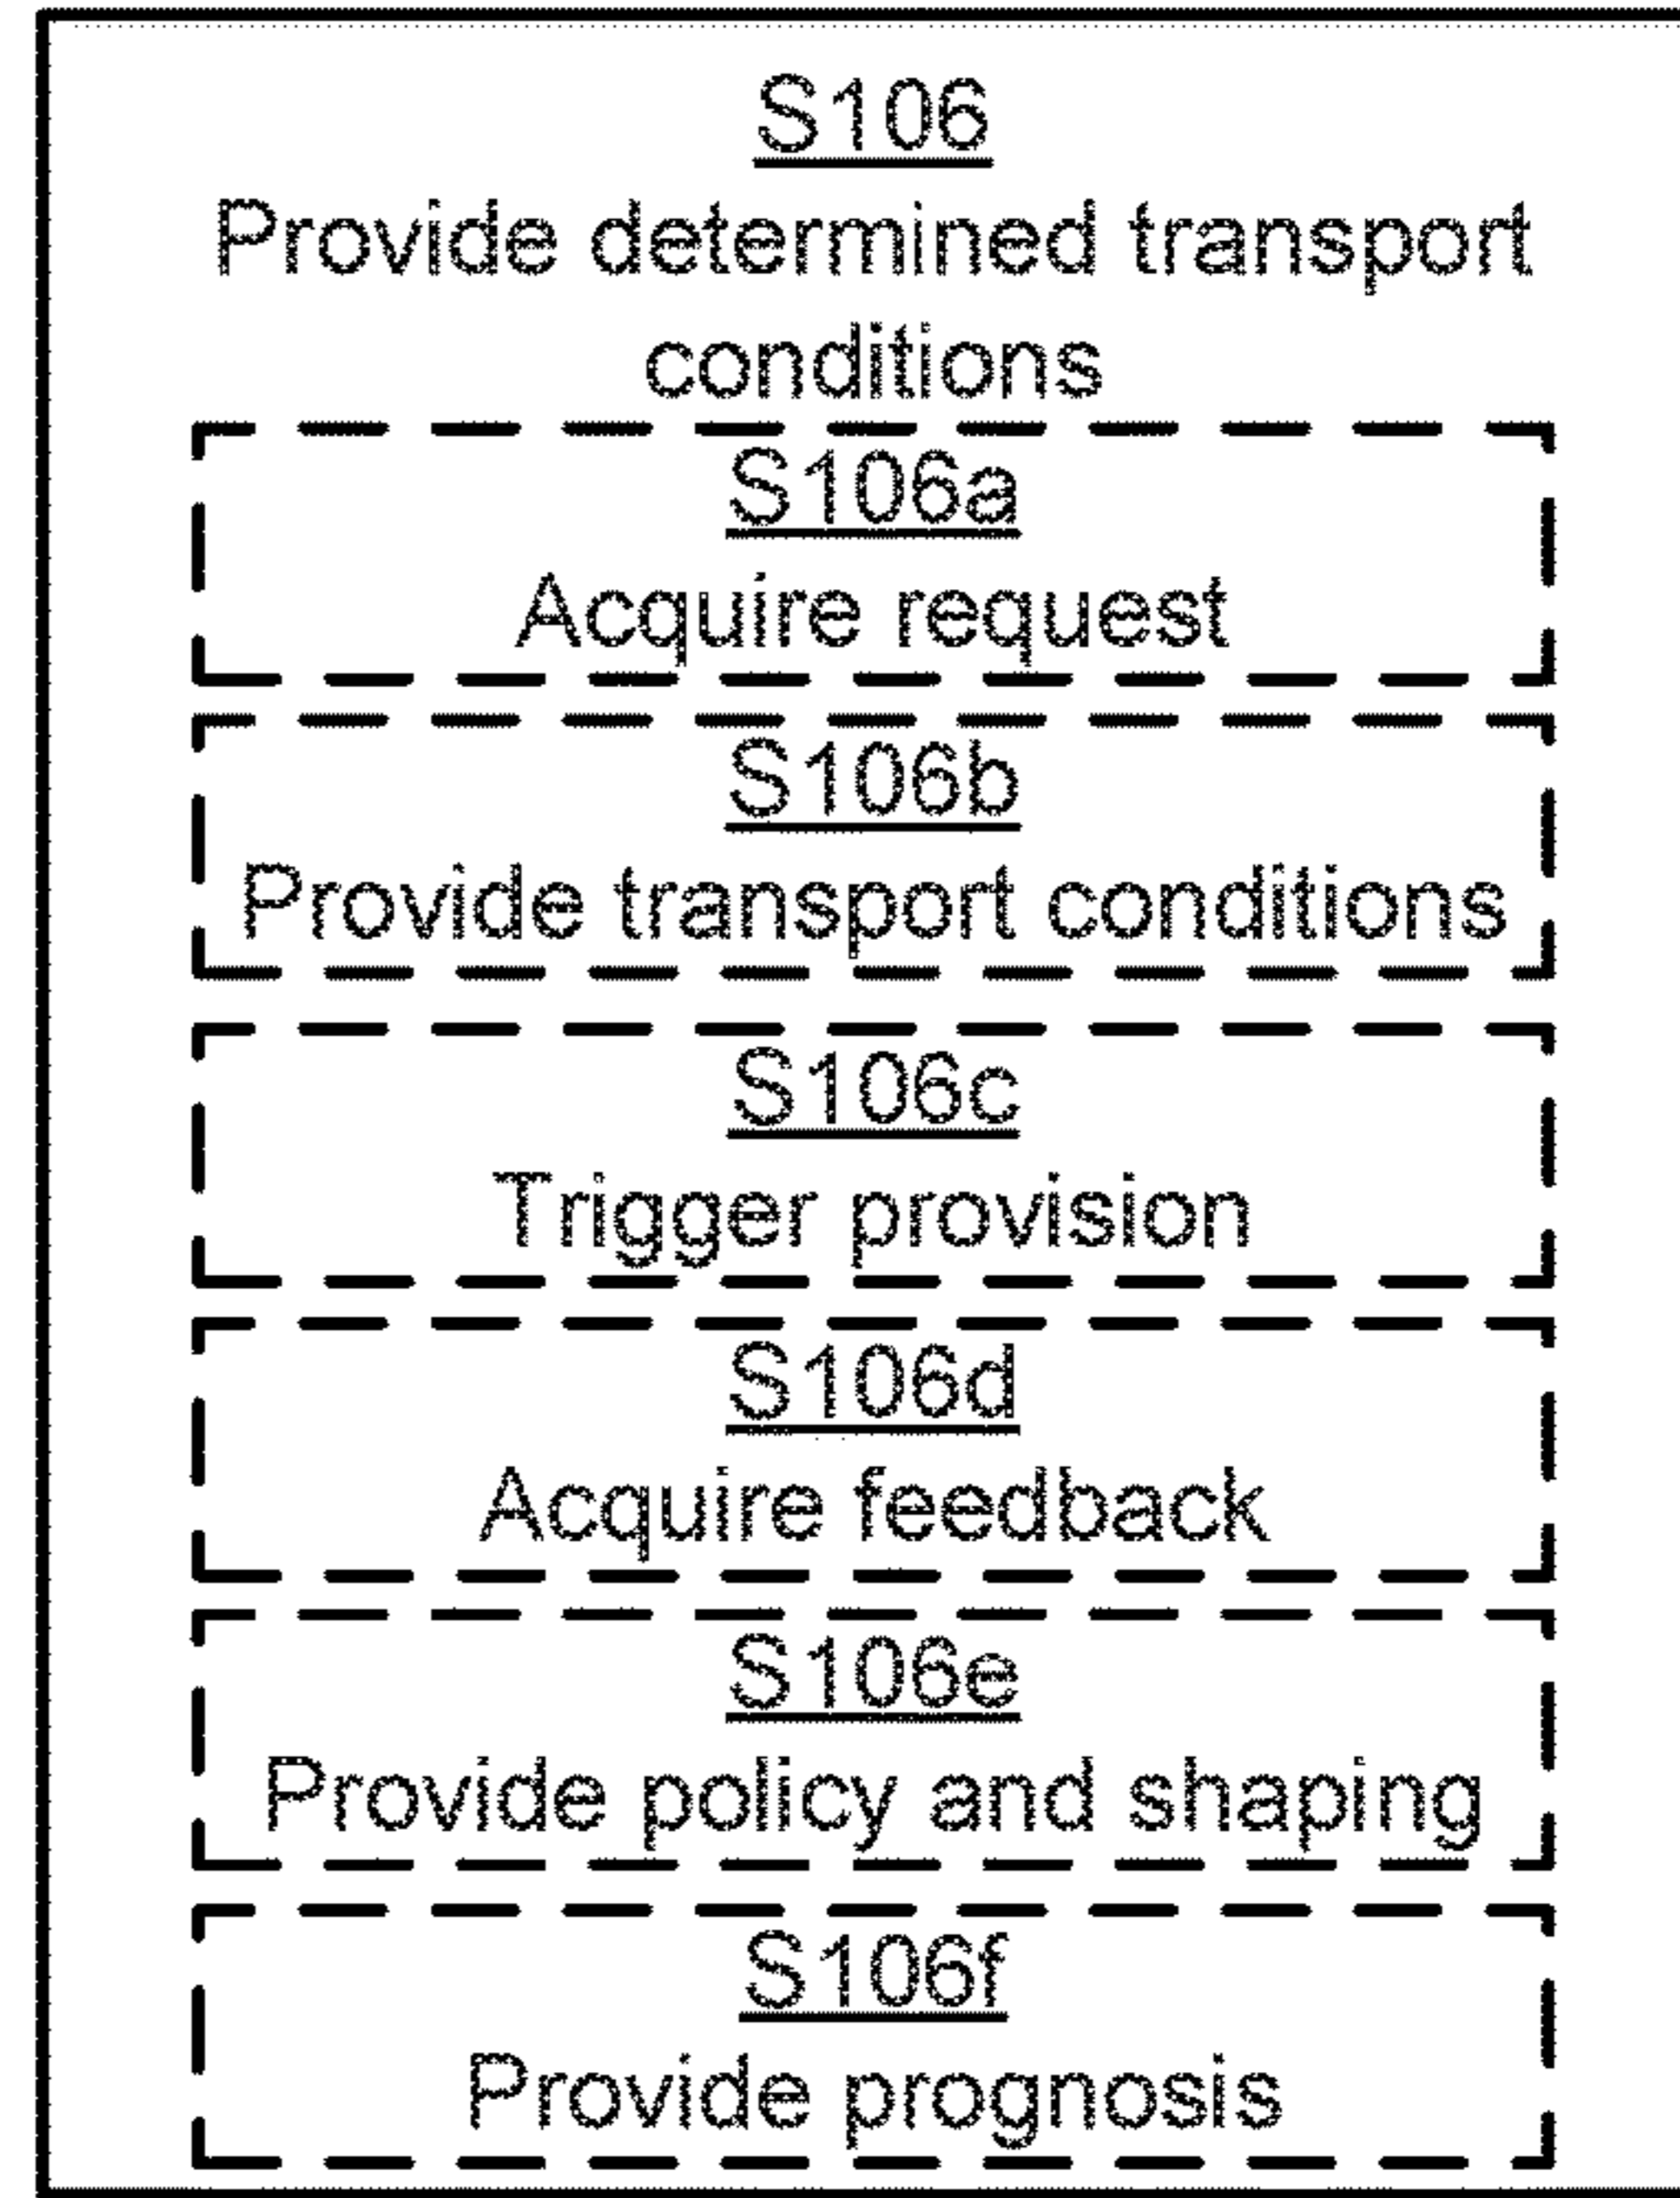 S106
Provide determined transport
conditions
S106a
Acquire request
S106b
Provide transport conditions
S106c
Trigger provision
S106d
Acquire feedback
S106e
Provide policy and shaping
S106f
Provide prognosis